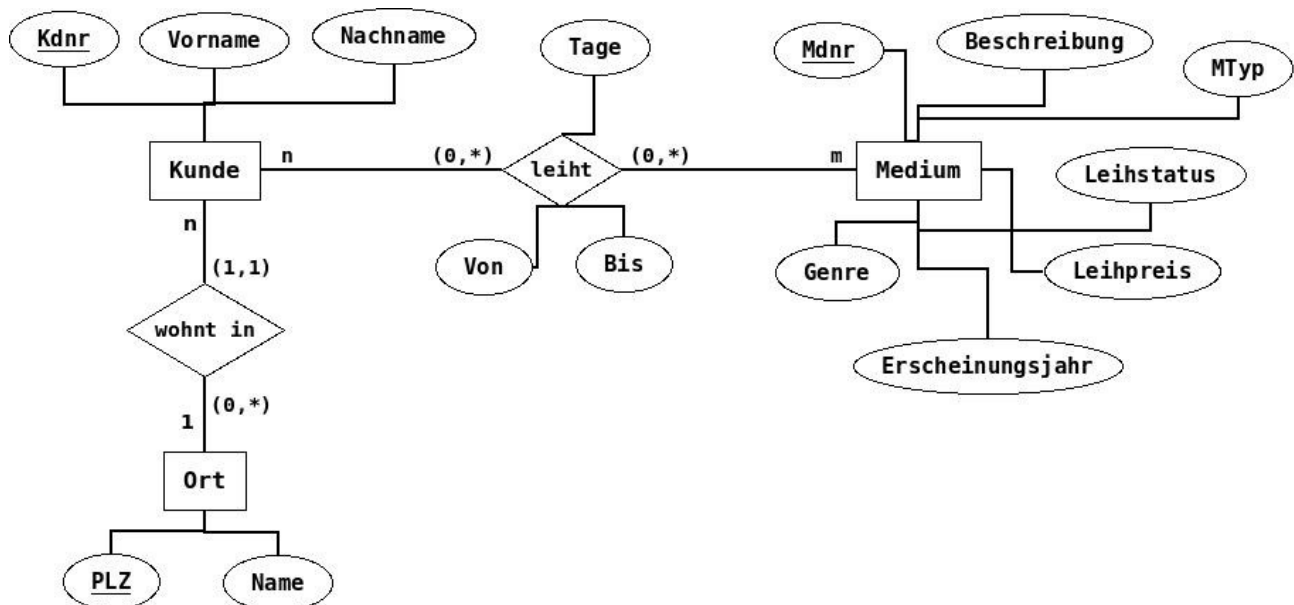 Kdnr
Vorname
Nachname
Tage
Mdnr
Beschreibung
MTyp
Kunde
n
(0,*)
leiht
(0,*)
m
Medium
Leihstatus
n
(1,1)
Von
Bis
Genre
Leihpreis
wohnt in
Erscheinungsjahr
(0,*)
1
Ort
PLZ
Name